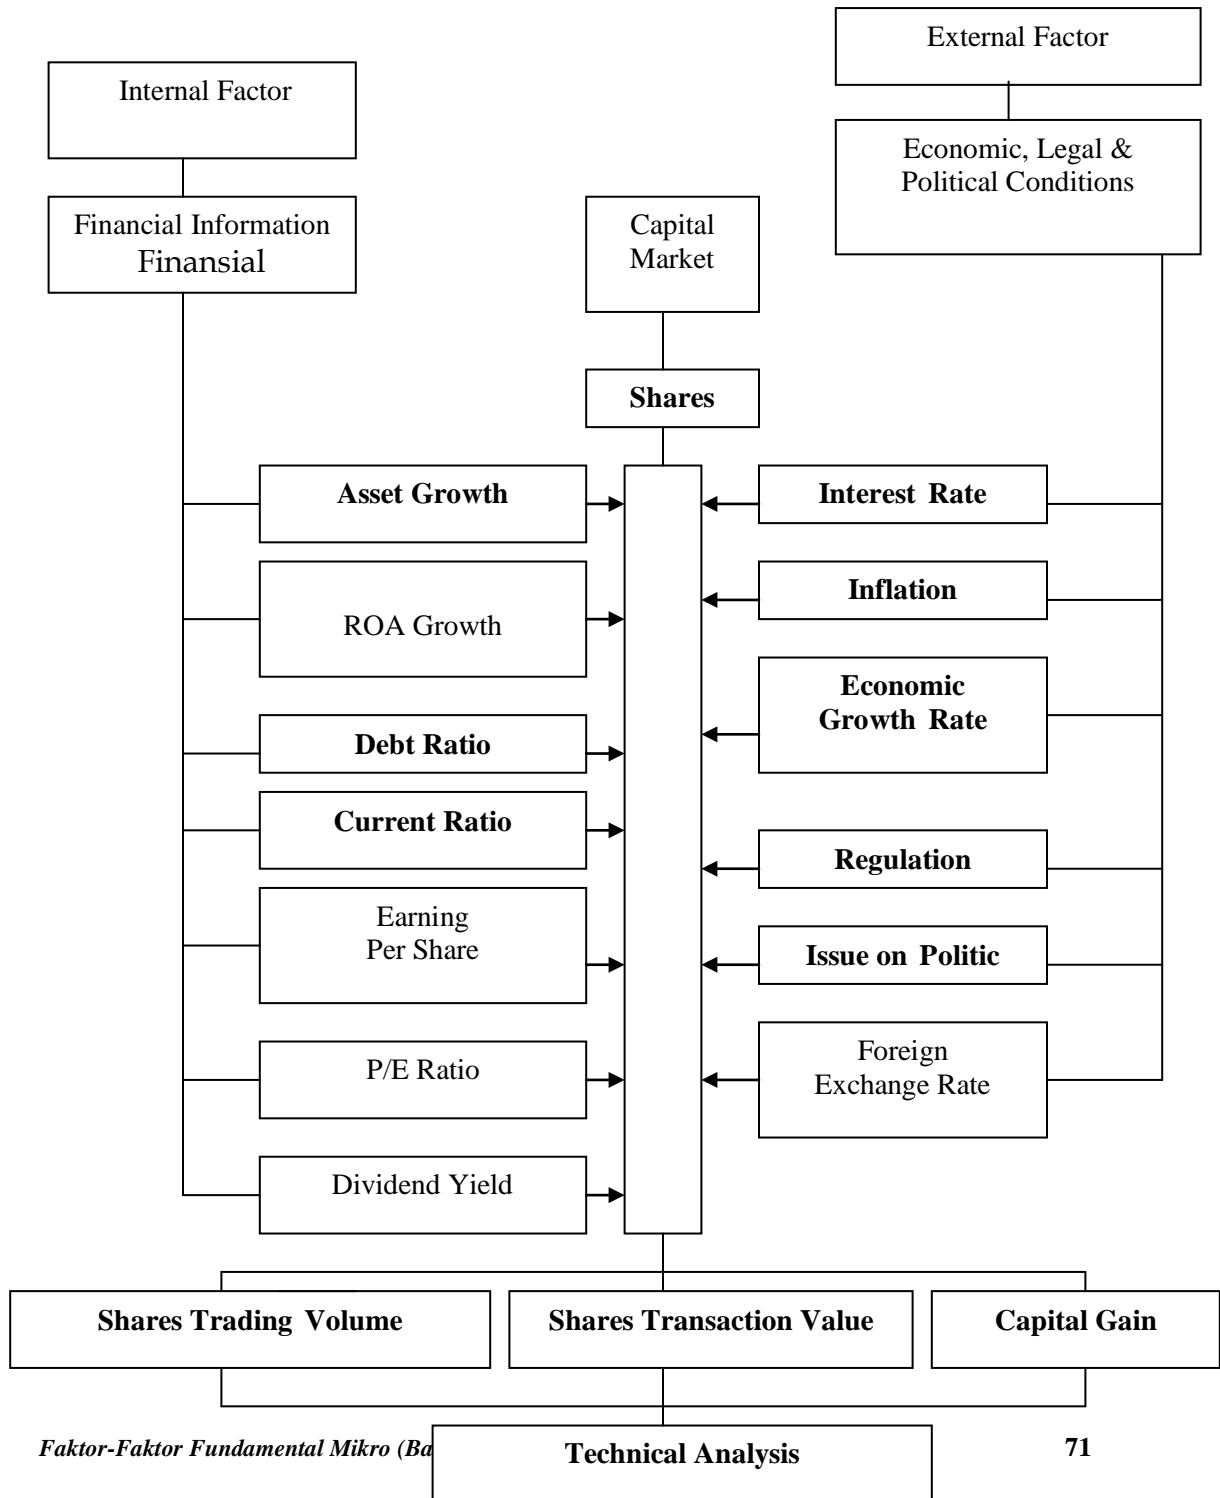 External Factor
Internal Factor
Economic, Legal &
Political Conditions
Financial Information
Finansial
Capital
Market
Shares
Asset Growth
Interest Rate
Inflation
ROA Growth
Economic
Growth Rate
Debt Ratio
Current Ratio
Regulation
Earning
Per Share
Issue on Politic
P/E Ratio
Foreign
Exchange Rate
Dividend Yield
Shares Trading Volume
Shares Transaction Value
Capital Gain
Faktor-Faktor Fundamental Mikro (Ba
Technical Analysis
71